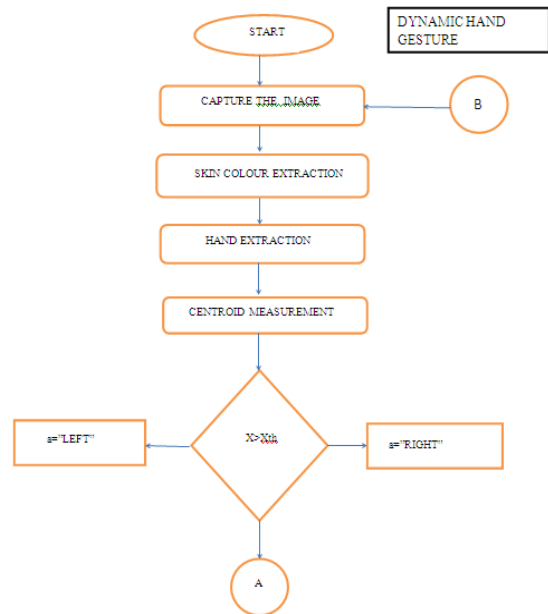 START
DYNAMIC HAND
GESTURE
CAPTURE THE IMAGE
B
SKIN COLOUR EXTRACTION
HAND EXTRACTION
CENTROID MEASUREMENT
a="LEFT"
X>Xth
a="RIGHT"
A